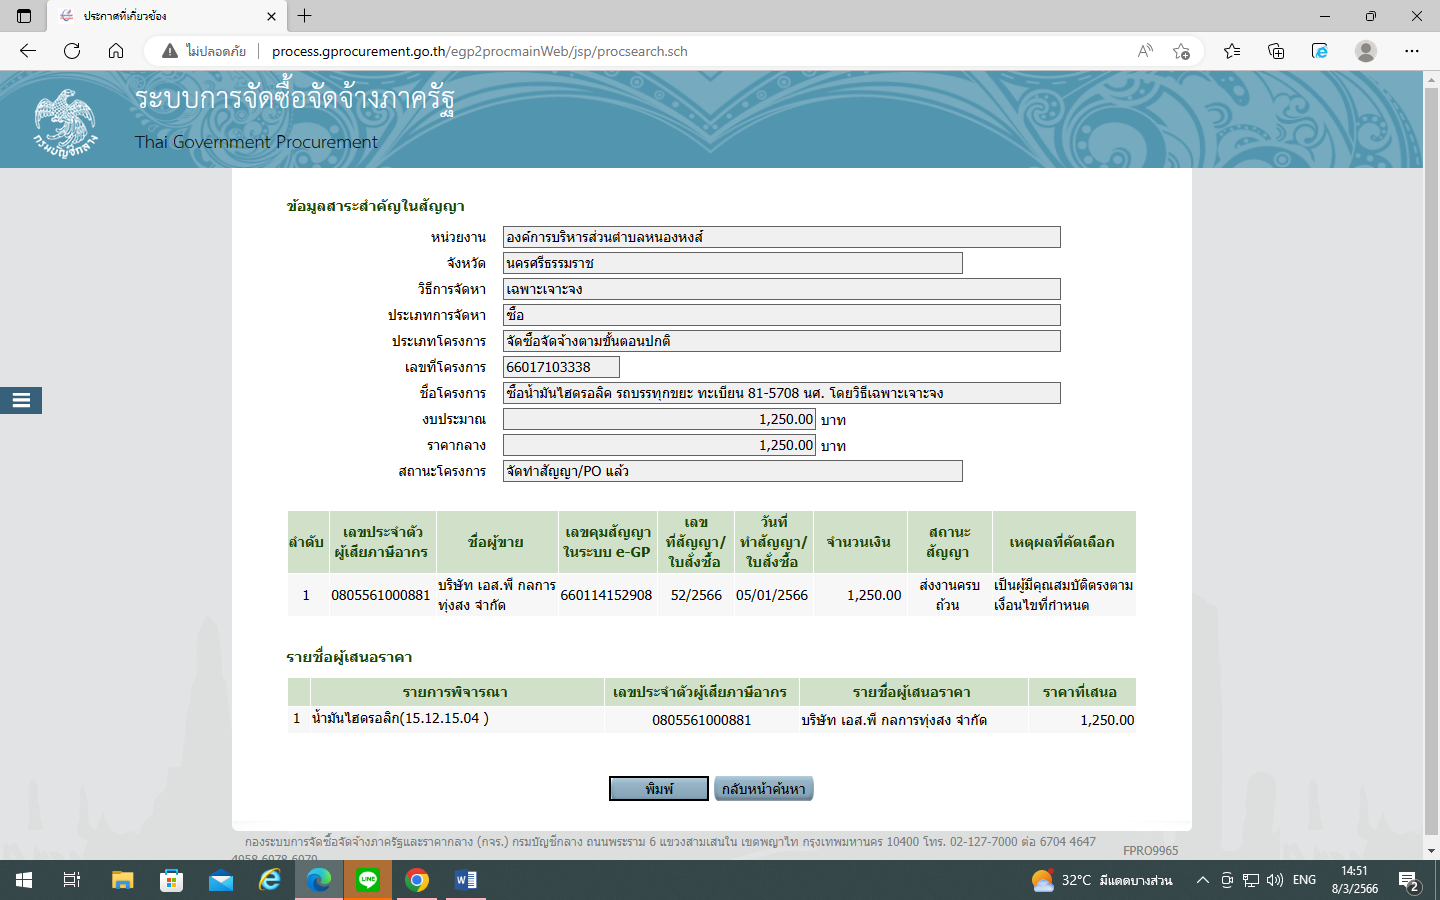 ประกาศที่เกี่ยวข้อง
ไม่ปลอดภัย process.gprocurement.go.th/egp2procmainWeb/jsp/procsearch.sch
ระบบการจัดซื้อจัดจ้างภาครัฐ
Thai Government Procurement
กรมบัญชีกลาง
ข้อมูลสาระสำคัญในสัญญา
หน่วยงาน องค์การบริหารส่วนตำบลหนองหงส์
จังหวัด นครศรีธรรมราช
วิธีการจัดหา เฉพาะเจาะจง
ประเภทการจัดหา ซื้อ
ประเภทโครงการ จัดซื้อจัดจ้างตามขั้นตอนปกติ
เลขที่โครงการ 66017103338
ชื่อโครงการ ซื้อน้ำมันไฮดรอลิค รถบรรทุกขยะ ทะเบียน 81-5708 นศ. โดยวิธีเฉพาะเจาะจง
งบประมาณ 1,250.00 บาท
ราคากลาง 1,250.00 บาท
สถานะโครงการ จัดทำสัญญา/PO แล้ว
ลำดับ เลขประจำตัวผู้เสียภาษีอากร ชื่อผู้ขาย เลขคุมสัญญาในระบบ e-GP เลขที่สัญญา/ใบสั่งซื้อ วันที่ทำสัญญา/ใบสั่งซื้อ จำนวนเงิน สถานะสัญญา เหตุผลที่คัดเลือก
1 0805561000881 บริษัท เอส.พี กลการทุ่งสง จำกัด 660114152908 52/2566 05/01/2566 1,250.00 ส่งงานครบถ้วน เป็นผู้มีคุณสมบัติตรงตามเงื่อนไขที่กำหนด
รายชื่อผู้เสนอราคา
รายการพิจารณา เลขประจำตัวผู้เสียภาษีอากร รายชื่อผู้เสนอราคา ราคาที่เสนอ
1 น้ำมันไฮดรอลิก(15.12.15.04 ) 0805561000881 บริษัท เอส.พี กลการทุ่งสง จำกัด 1,250.00
พิมพ์ กลับหน้าค้นหา
กองระบบการจัดซื้อจัดจ้างภาครัฐและราคากลาง (กจร.) กรมบัญชีกลาง ถนนพระราม 6 แขวงสามเสนใน เขตพญาไท กรุงเทพมหานคร 10400 โทร. 02-127-7000 ต่อ 6704 4647
4958 6978 6979
FPRO9965
32°C มีแดดบางส่วน ENG 14:51
8/3/2566
2